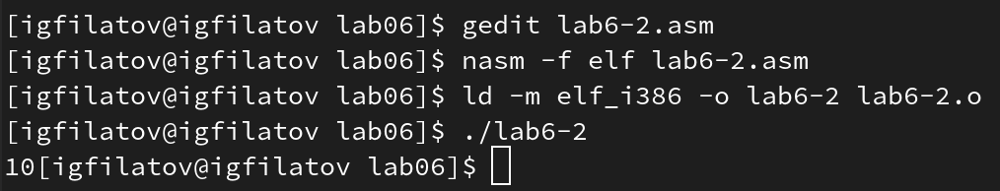 [igfilatov@igfilatov lab06]$ gedit lab6-2.asm
[igfilatov@igfilatov lab06]$ nasm -f elf lab6-2.asm
[igfilatov@igfilatov lab06]$ ld -m elf_i386 -o lab6-2 lab6-2.o
[igfilatov@igfilatov lab06]$ ./lab6-2
10[igfilatov@igfilatov lab06]$